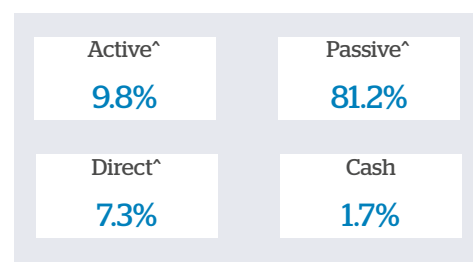 Active^ Passive^
9.8% 81.2%
Direct^ Cash
7.3% 1.7%